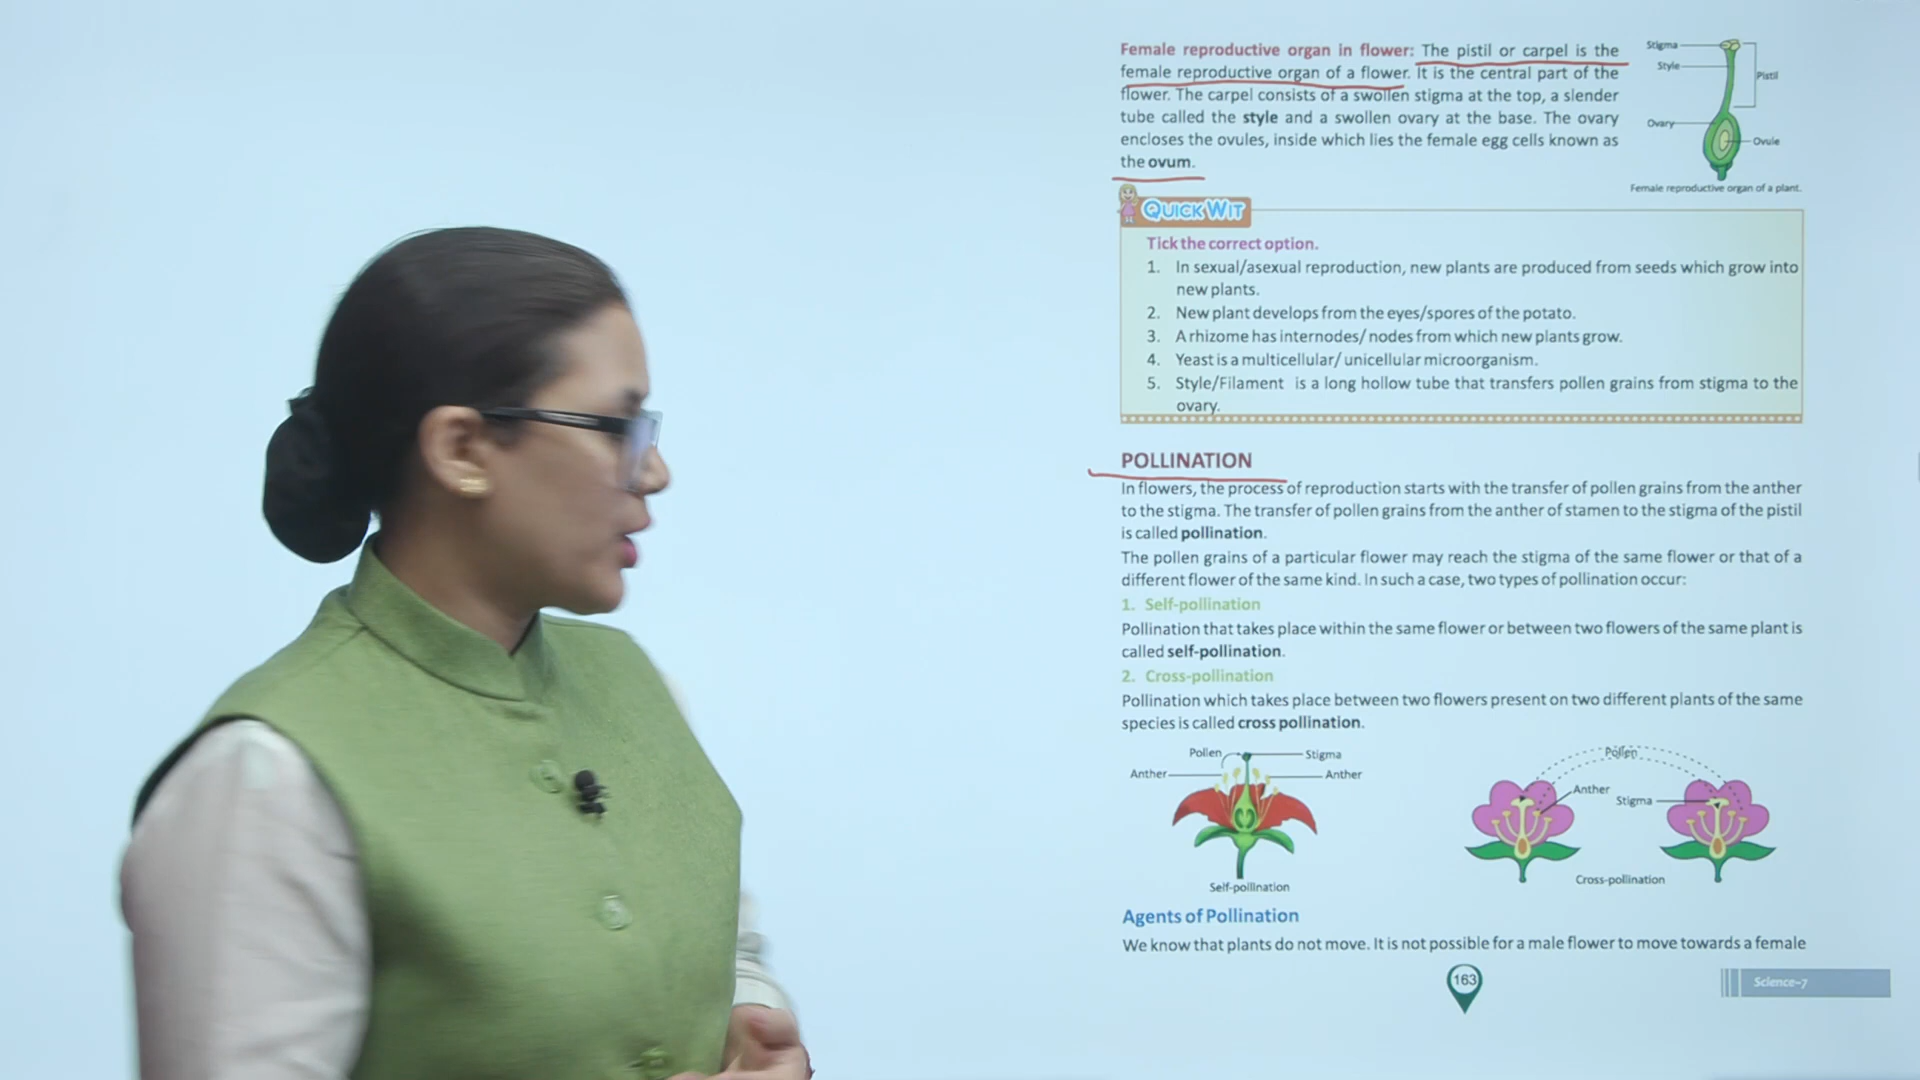 Female reproductive organ in flower: The pistil or carpel is the
female reproductive organ of a flower. It is the central part of the
flower. The carpel consists of a swollen stigma at the top, a slender
tube called the style and a swollen ovary at the base. The ovary
encloses the ovules, inside which lies the female egg cells known as
the ovum.
Stigma
Style
Pistil
Ovary
Ovule
Female reproductive organ of a plant.
QUICK WIT
Tick the correct option.
1. In sexual/asexual reproduction, new plants are produced from seeds which grow into
new plants.
2. New plant develops from the eyes/spores of the potato.
3. A rhizome has internodes/ nodes from which new plants grow.
4. Yeast is a multicellular/ unicellular microorganism.
5. Style/Filament is a long hollow tube that transfers pollen grains from stigma to the
ovary.
POLLINATION
In flowers, the process of reproduction starts with the transfer of pollen grains from the anther
to the stigma. The transfer of pollen grains from the anther of stamen to the stigma of the pistil
is called pollination.
The pollen grains of a particular flower may reach the stigma of the same flower or that of a
different flower of the same kind. In such a case, two types of pollination occur:
1. Self-pollination
Pollination that takes place within the same flower or between two flowers of the same plant is
called self-pollination.
2. Cross-pollination
Pollination which takes place between two flowers present on two different plants of the same
species is called cross pollination.
Pollen
Stigma
Anther
Anther
Self-pollination
Pollen
Anther
Stigma
Cross-pollination
Agents of Pollination
We know that plants do not move. It is not possible for a male flower to move towards a female
163
Science-7